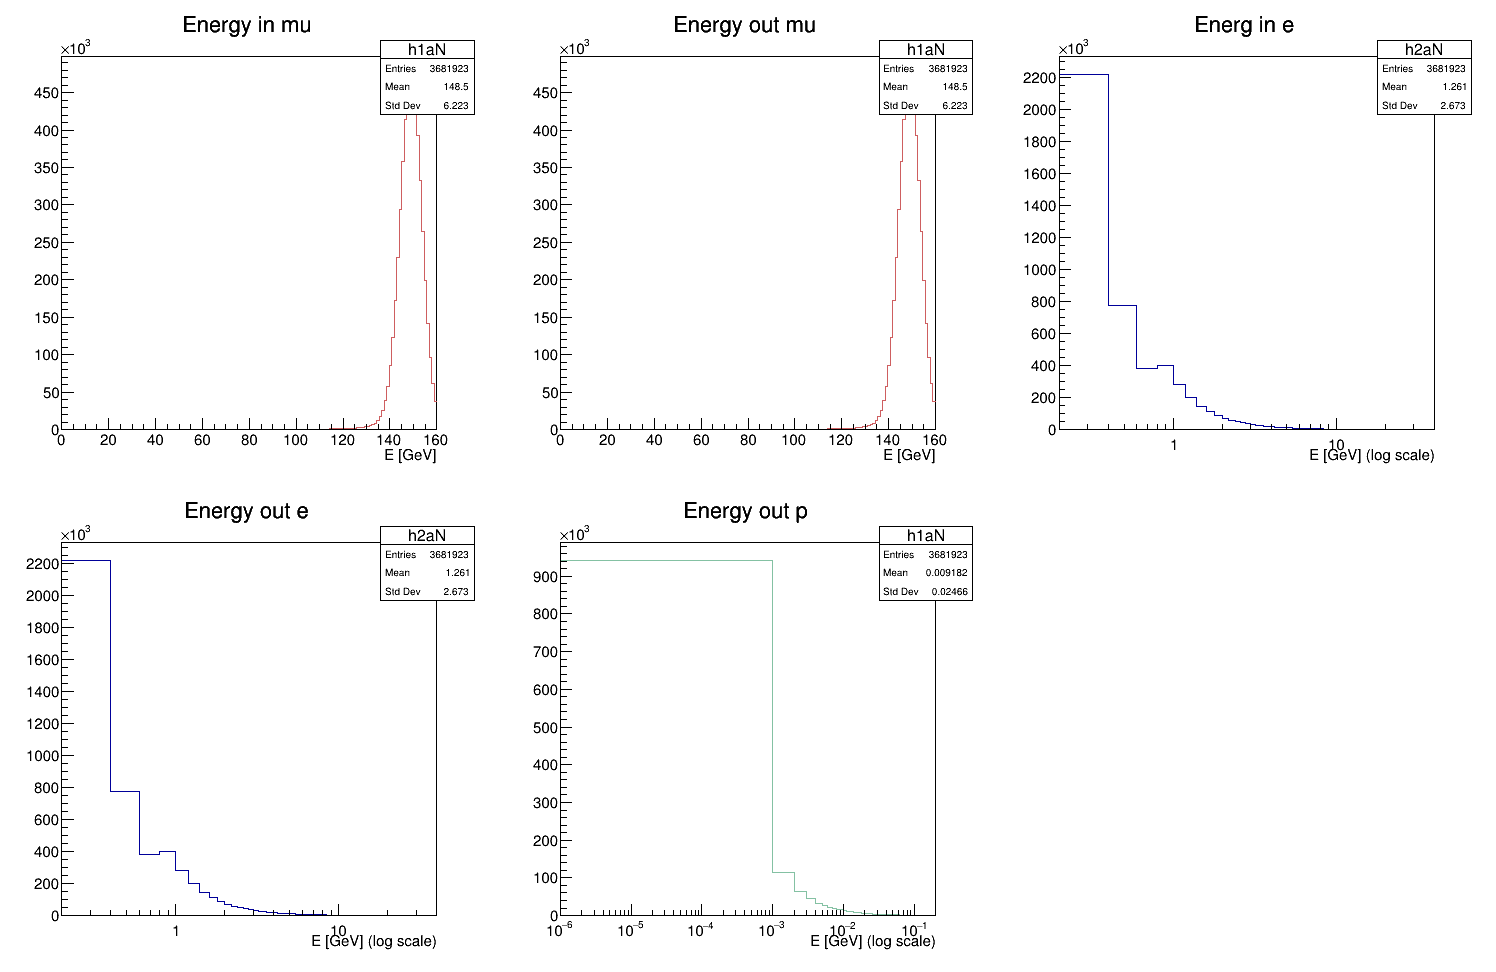 Energy in mu
×10³
h1aN
Entries 3681923
Mean 148.5
Std Dev 6.223
450
400
350
300
250
200
150
100
50
0
0 20 40 60 80 100 120 140 160
E [GeV]
Energy out mu
×10³
h1aN
Entries 3681923
Mean 148.5
Std Dev 6.223
450
400
350
300
250
200
150
100
50
0
0 20 40 60 80 100 120 140 160
E [GeV]
Energ in e
×10³
h2aN
Entries 3681923
Mean 1.261
Std Dev 2.673
2200
2000
1800
1600
1400
1200
1000
800
600
400
200
0
1 10
E [GeV] (log scale)
Energy out e
×10³
h2aN
Entries 3681923
Mean 1.261
Std Dev 2.673
2200
2000
1800
1600
1400
1200
1000
800
600
400
200
0
1 10
E [GeV] (log scale)
Energy out p
×10³
h1aN
Entries 3681923
Mean 0.009182
Std Dev 0.02466
900
800
700
600
500
400
300
200
100
0
10⁻⁶ 10⁻⁵ 10⁻⁴ 10⁻³ 10⁻² 10⁻¹
E [GeV] (log scale)